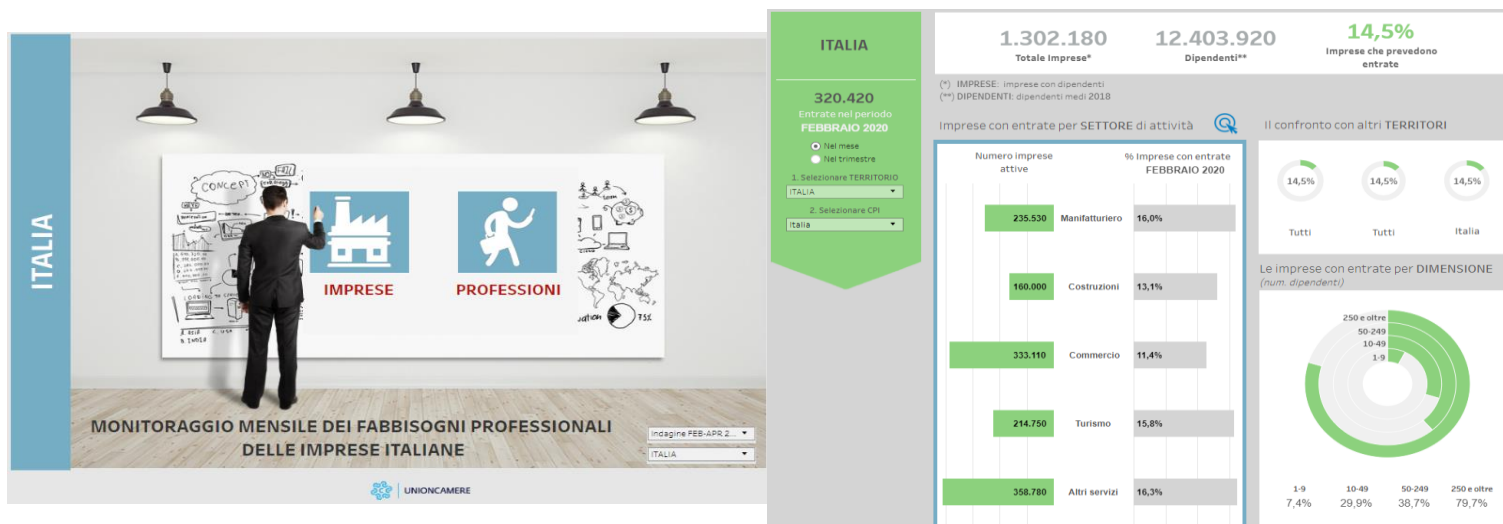 ITALIA
CONCEPT
IMPRESE
PROFESSIONI
75%
MONITORAGGIO MENSILE DEI FABBISOGNI PROFESSIONALI
DELLE IMPRESE ITALIANE
Indagine FEB-APR 2...
ITALIA
UNIONCAMERE
ITALIA
320.420
Entrate nel periodo
FEBBRAIO 2020
Nel mese
Nel trimestre
1. Selezionare TERRITORIO
ITALIA
2. Selezionare CPI
Italia
1.302.180
Totale Imprese*
12.403.920
Dipendenti**
14,5%
Imprese che prevedono
entrate
(*) IMPRESE: imprese con dipendenti
(**) DIPENDENTI: dipendenti medi 2018
Imprese con entrate per SETTORE di attività
Numero imprese
attive
% Imprese con entrate
FEBBRAIO 2020
235.530 Manifatturiero 16,0%
160.000 Costruzioni 13,1%
333.110 Commercio 11,4%
214.750 Turismo 15,8%
358.780 Altri servizi 16,3%
Il confronto con altri TERRITORI
14,5% 14,5% 14,5%
Tutti Tutti Italia
Le imprese con entrate per DIMENSIONE
(num. dipendenti)
250 e oltre
50-249
10-49
1-9
1-9 10-49 50-249 250 e oltre
7,4% 29,9% 38,7% 79,7%